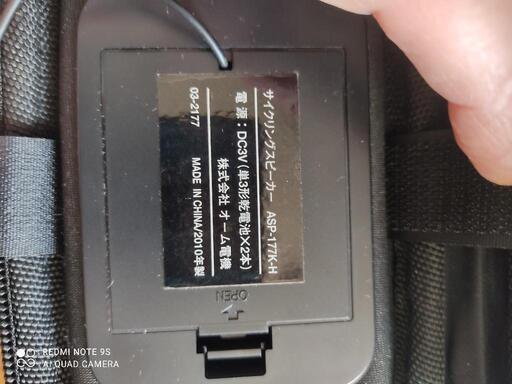 サイクリングスピーカー ASP-177K-H
電源：DC3V（単3形乾電池×2本）
株式会社 オーム電機
03-2177 MADE IN CHINA/2010年製
OPEN
REDMI NOTE 9S
AI QUAD CAMERA